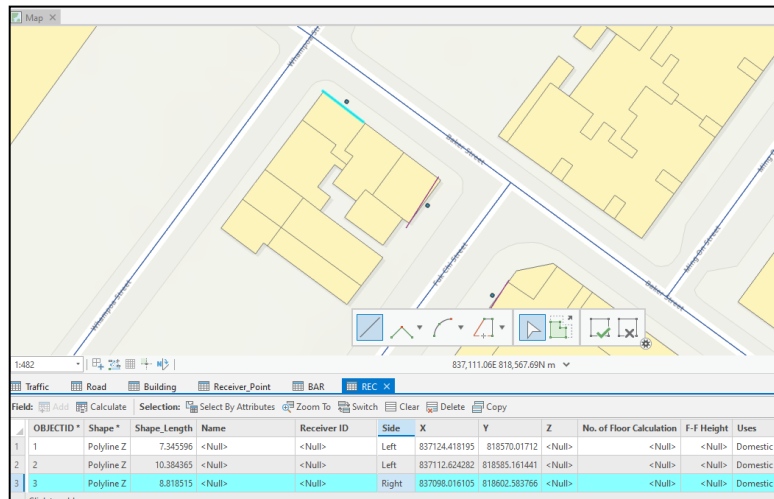 Map
Whampoa Str
Baker Street
Ming
Whampoa Street
Fuk Chi Street
Ming On Street
Baker Street
1:482
837,111.06E 818,567.69N m
Traffic Road Building Receiver_Point BAR REC
Field: Add Calculate Selection: Select By Attributes Zoom To Switch Clear Delete Copy
OBJECTID * Shape * Shape_Length Name Receiver ID Side X Y Z No. of Floor Calculation F-F Height Uses
1 1 Polyline Z 7.345596 <Null> <Null> Left 837124.418195 818570.01712 <Null> <Null> <Null> Domestic
2 2 Polyline Z 10.384365 <Null> <Null> Left 837112.624282 818585.161441 <Null> <Null> <Null> Domestic
3 3 Polyline Z 8.818515 <Null> <Null> Right 837098.016105 818602.583766 <Null> <Null> <Null> Domestic